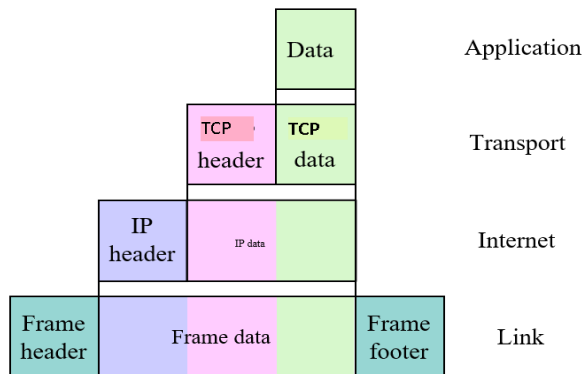 Data
Application
TCP TCP
header data
Transport
IP
header
IP data
Internet
Frame
header
Frame data
Frame
footer
Link